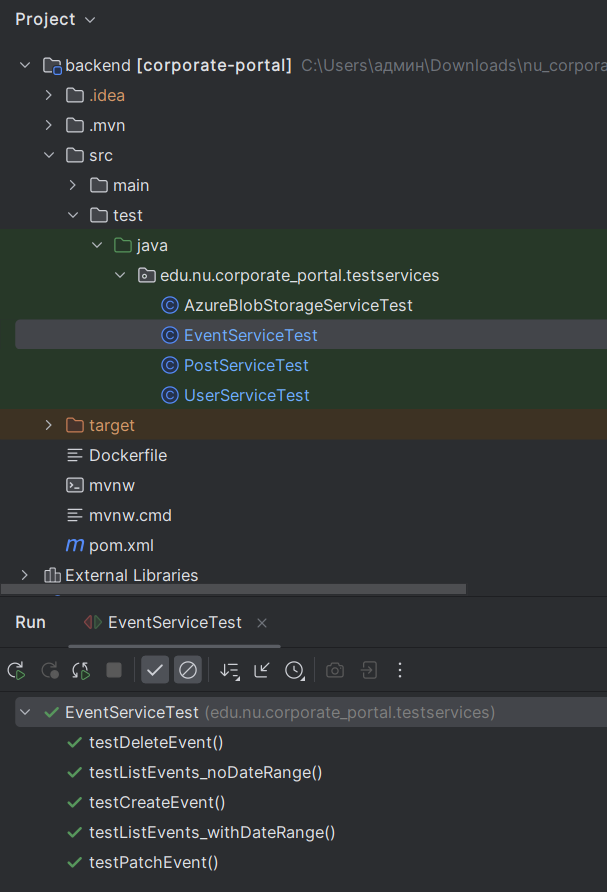 Project
backend [corporate-portal] C:\Users\админ\Downloads\nu_corpora
.idea
.mvn
src
main
test
java
edu.nu.corporate_portal.testservices
AzureBlobStorageServiceTest
EventServiceTest
PostServiceTest
UserServiceTest
target
Dockerfile
mvnw
mvnw.cmd
pom.xml
External Libraries
Run EventServiceTest
EventServiceTest (edu.nu.corporate_portal.testservices)
testDeleteEvent()
testListEvents_noDateRange()
testCreateEvent()
testListEvents_withDateRange()
testPatchEvent()